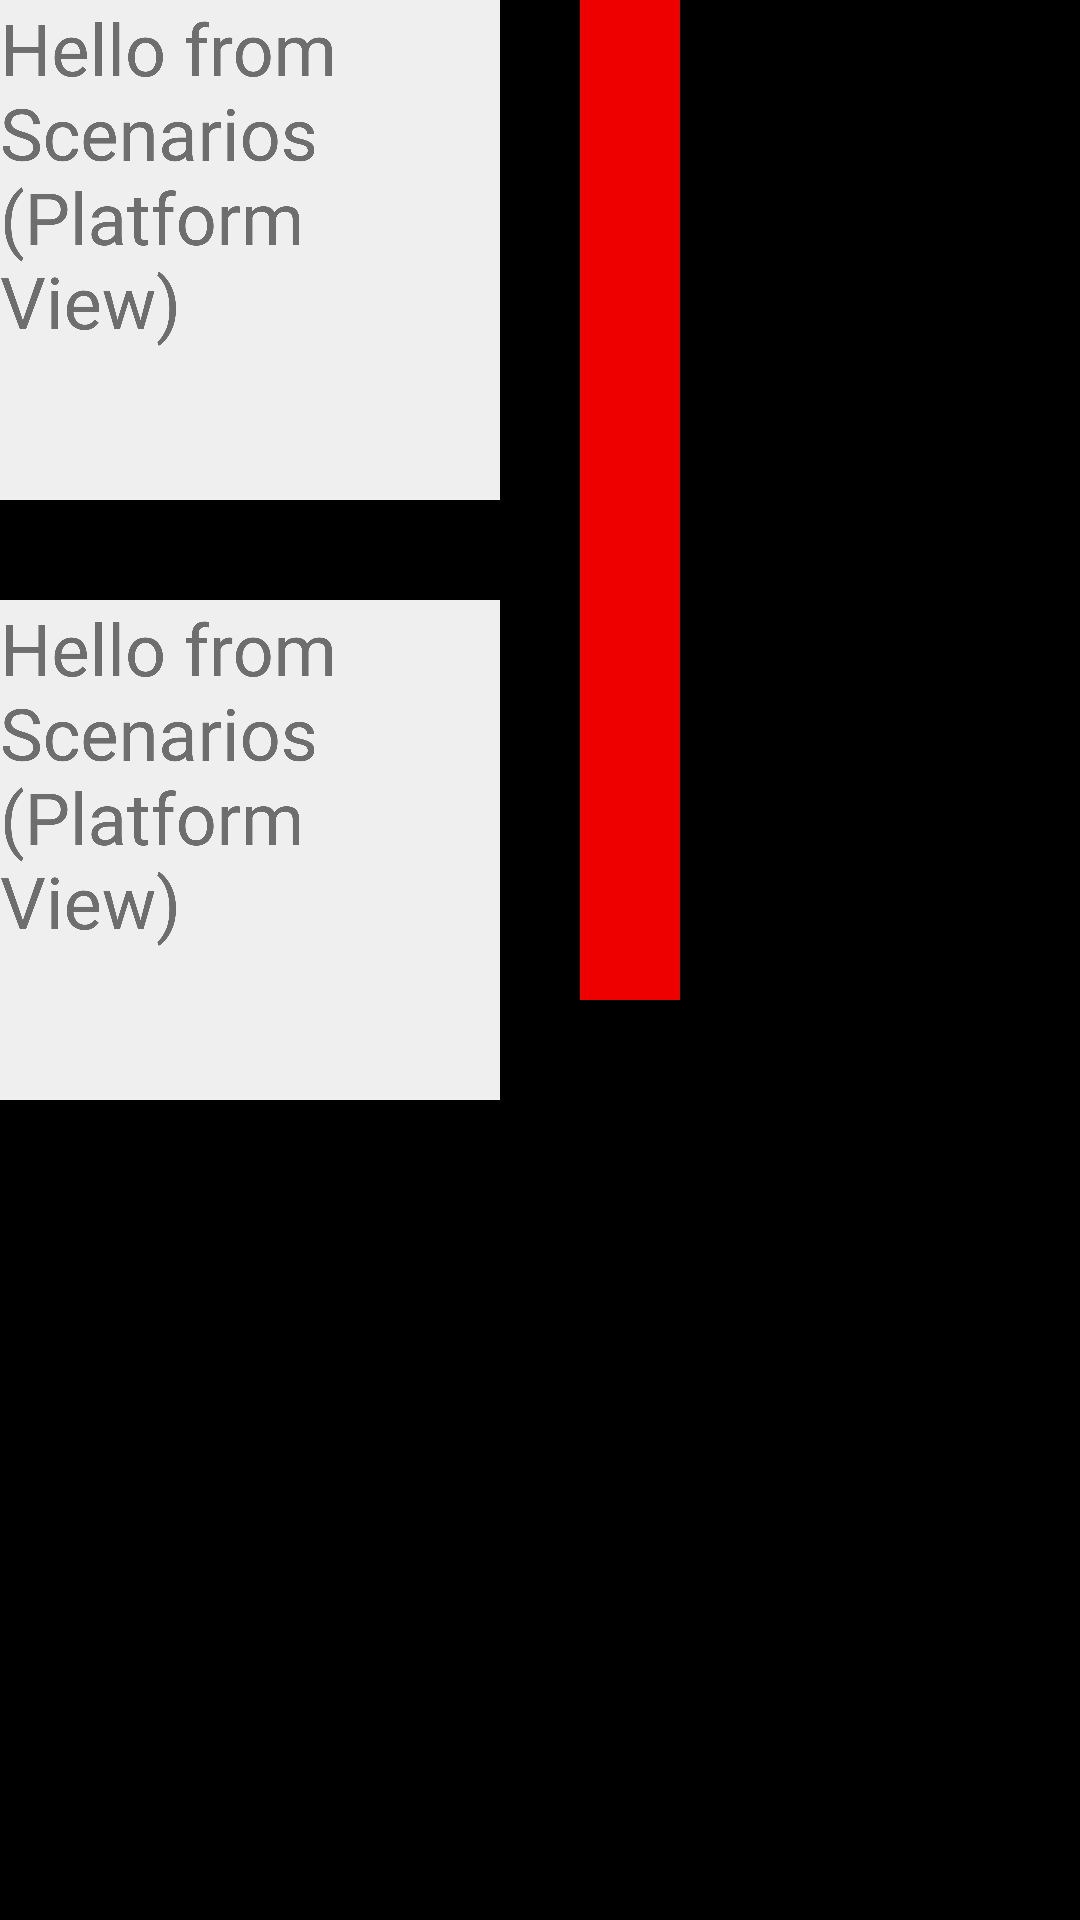 Hello from
Scenarios
(Platform
View)
Hello from
Scenarios
(Platform
View)